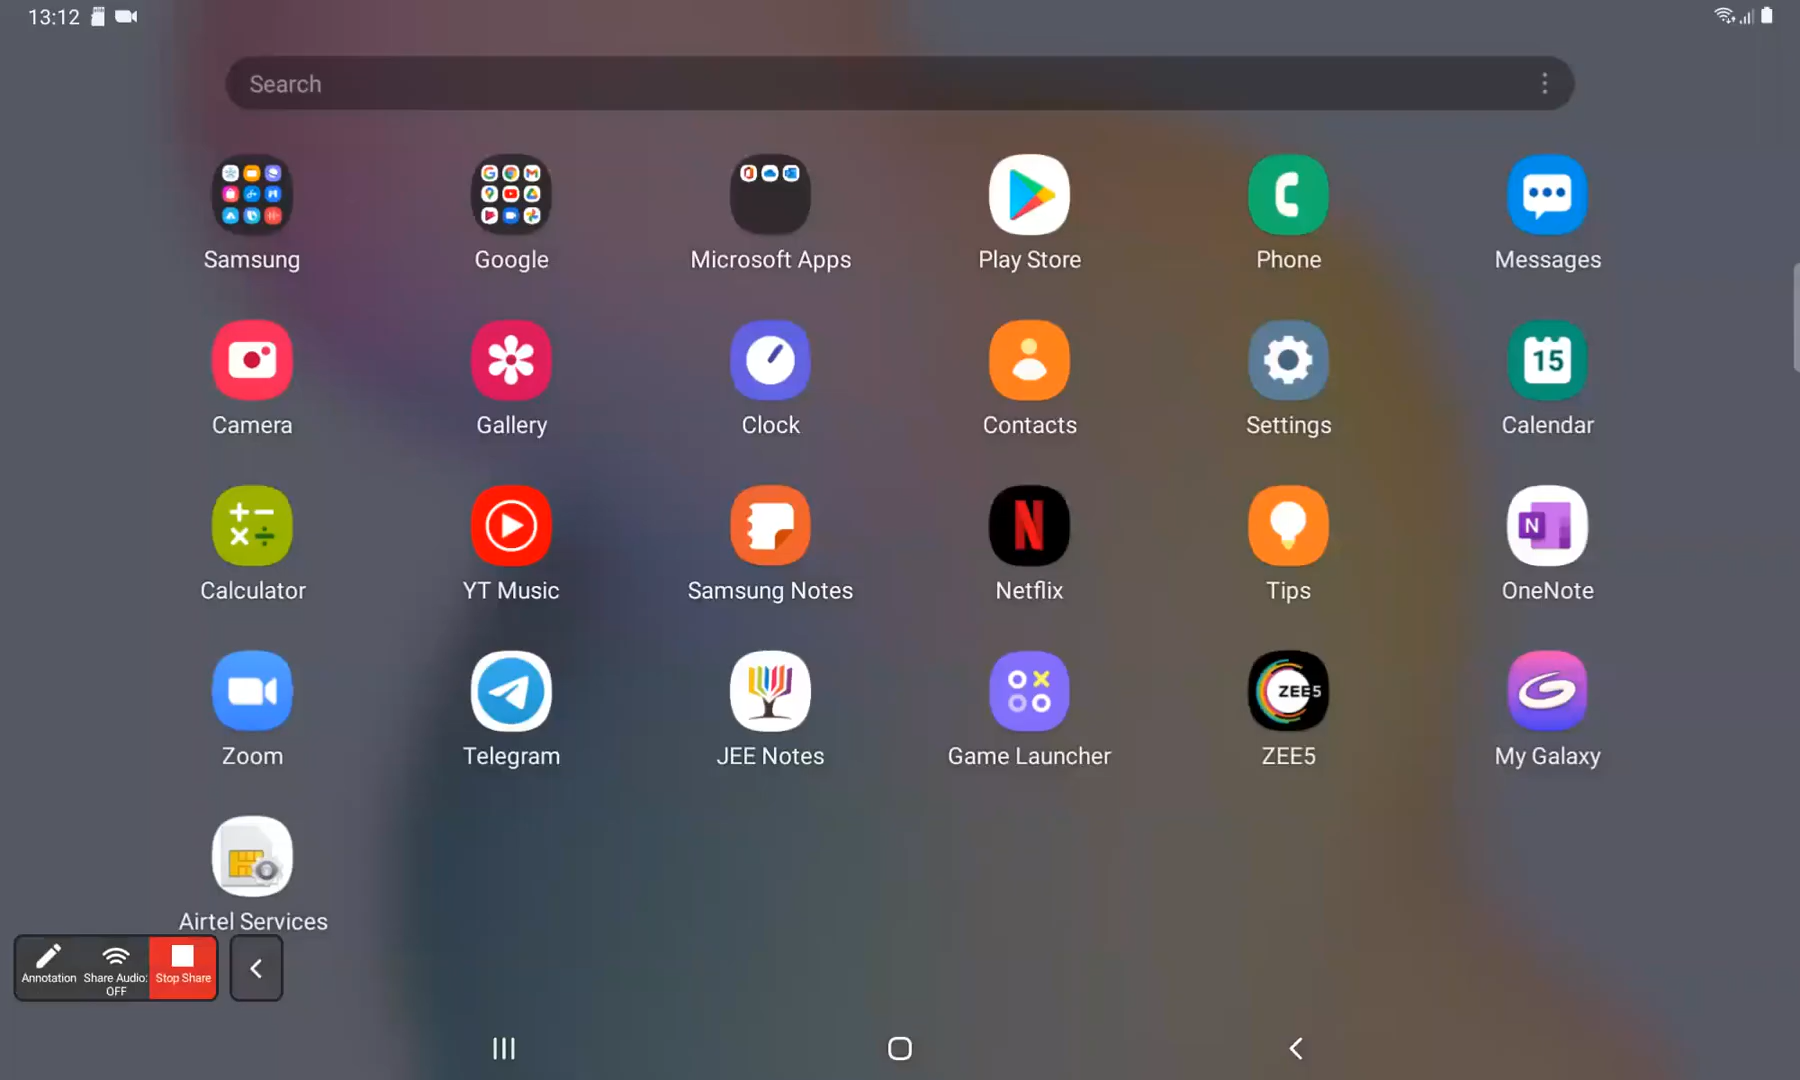 13:12
Search
Samsung
Google
Microsoft Apps
Play Store
Phone
Messages
15
Camera
Gallery
Clock
Contacts
Settings
Calendar
N
N
Calculator
YT Music
Samsung Notes
Netflix
Tips
OneNote
ZEE5
Zoom
Telegram
JEE Notes
Game Launcher
ZEE5
My Galaxy
Airtel Services
Annotation
Share Audio: OFF
Stop Share